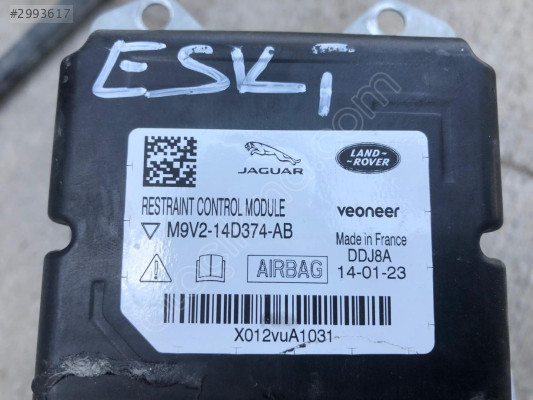 #2993617
ESKİ
JAGUAR
LAND-
-ROVER
RESTRAINT CONTROL MODULE
veoneer
M9V2-14D374-AB
Made in France
DDJ8A
AIRBAG
14-01-23
X012vuA1031